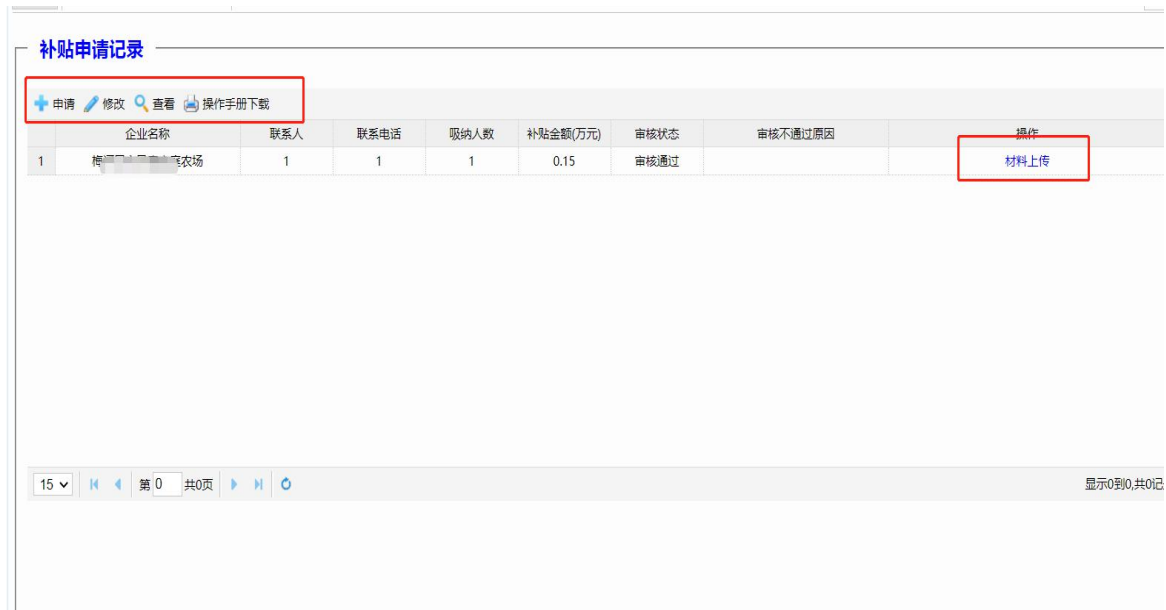 补贴申请记录
申请 修改 查看 操作手册下载
企业名称 联系人 联系电话 吸纳人数 补贴金额(万元) 审核状态 审核不通过原因 操作
1 梅 庭农场 1 1 1 0.15 审核通过 材料上传
15 第 0 共0页 显示0到0,共0记